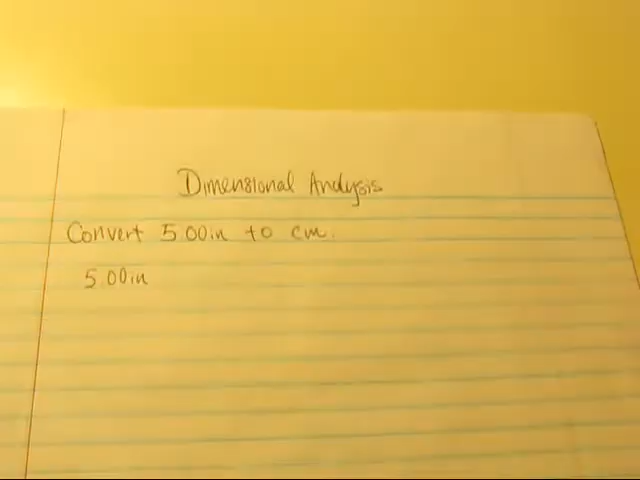 Dimensional Analysis
Convert 5.00in to cm.
5.00in